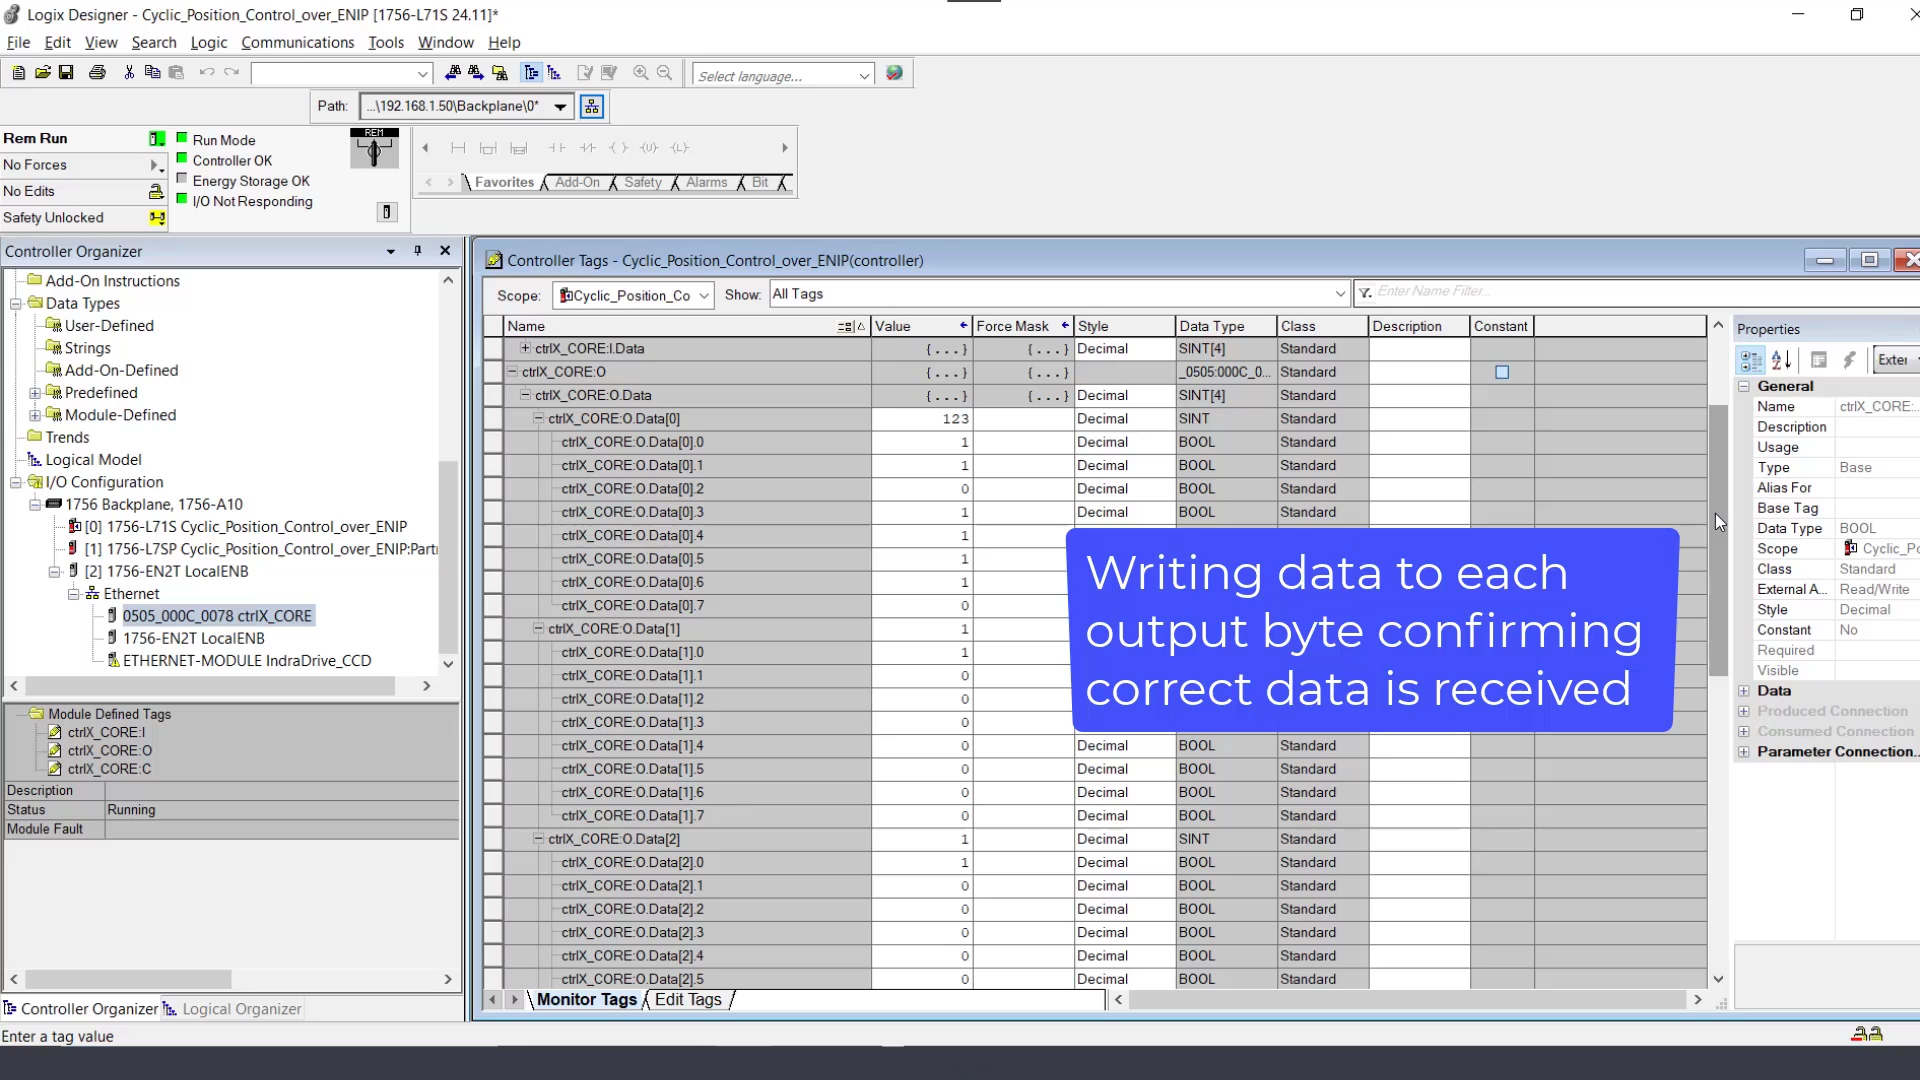 Logix Designer - Cyclic_Position_Control_over_ENIP [1756-L71S 24.11]*
File Edit View Search Logic Communications Tools Window Help
Select language...
Path: ...\192.168.1.50\Backplane\0*
Rem Run
No Forces
No Edits
Safety Unlocked
Run Mode
Controller OK
Energy Storage OK
I/O Not Responding
REM
Favorites Add-On Safety Alarms Bit
Controller Organizer
Add-On Instructions
Data Types
User-Defined
Strings
Add-On-Defined
Predefined
Module-Defined
Trends
Logical Model
I/O Configuration
1756 Backplane, 1756-A10
[0] 1756-L71S Cyclic_Position_Control_over_ENIP
[1] 1756-L7SP Cyclic_Position_Control_over_ENIP:Partn
[2] 1756-EN2T LocalENB
Ethernet
0505_000C_0078 ctrlX_CORE
1756-EN2T LocalENB
ETHERNET-MODULE IndraDrive_CCD
Module Defined Tags
ctrlX_CORE:I
ctrlX_CORE:O
ctrlX_CORE:C
Description
Status Running
Module Fault
Controller Organizer Logical Organizer
Enter a tag value
Controller Tags - Cyclic_Position_Control_over_ENIP(controller)
Scope: Cyclic_Position_Co Show: All Tags Enter Name Filter...
Name Value Force Mask Style Data Type Class Description Constant
ctrlX_CORE:I.Data {...} {...} Decimal SINT[4] Standard
ctrlX_CORE:O {...} {...} _0505:000C_0... Standard
ctrlX_CORE:O.Data {...} {...} Decimal SINT[4] Standard
ctrlX_CORE:O.Data[0] 123 Decimal SINT Standard
ctrlX_CORE:O.Data[0].0 1 Decimal BOOL Standard
ctrlX_CORE:O.Data[0].1 1 Decimal BOOL Standard
ctrlX_CORE:O.Data[0].2 0 Decimal BOOL Standard
ctrlX_CORE:O.Data[0].3 1 Decimal BOOL Standard
ctrlX_CORE:O.Data[0].4 1
ctrlX_CORE:O.Data[0].5 1
ctrlX_CORE:O.Data[0].6 1
ctrlX_CORE:O.Data[0].7 0
ctrlX_CORE:O.Data[1] 1
ctrlX_CORE:O.Data[1].0 1
ctrlX_CORE:O.Data[1].1 0
ctrlX_CORE:O.Data[1].2 0
ctrlX_CORE:O.Data[1].3 0
ctrlX_CORE:O.Data[1].4 0 Decimal BOOL Standard
ctrlX_CORE:O.Data[1].5 0 Decimal BOOL Standard
ctrlX_CORE:O.Data[1].6 0 Decimal BOOL Standard
ctrlX_CORE:O.Data[1].7 0 Decimal BOOL Standard
ctrlX_CORE:O.Data[2] 1 Decimal SINT Standard
ctrlX_CORE:O.Data[2].0 1 Decimal BOOL Standard
ctrlX_CORE:O.Data[2].1 0 Decimal BOOL Standard
ctrlX_CORE:O.Data[2].2 0 Decimal BOOL Standard
ctrlX_CORE:O.Data[2].3 0 Decimal BOOL Standard
ctrlX_CORE:O.Data[2].4 0 Decimal BOOL Standard
ctrlX_CORE:O.Data[2].5 0 Decimal BOOL Standard
Monitor Tags Edit Tags
Writing data to each
output byte confirming
correct data is received
Properties
Exter
General
Name ctrlX_CORE:...
Description
Usage
Type Base
Alias For
Base Tag
Data Type BOOL
Scope Cyclic_Po
Class Standard
External A... Read/Write
Style Decimal
Constant No
Required
Visible
Data
Produced Connection
Consumed Connection
Parameter Connection...